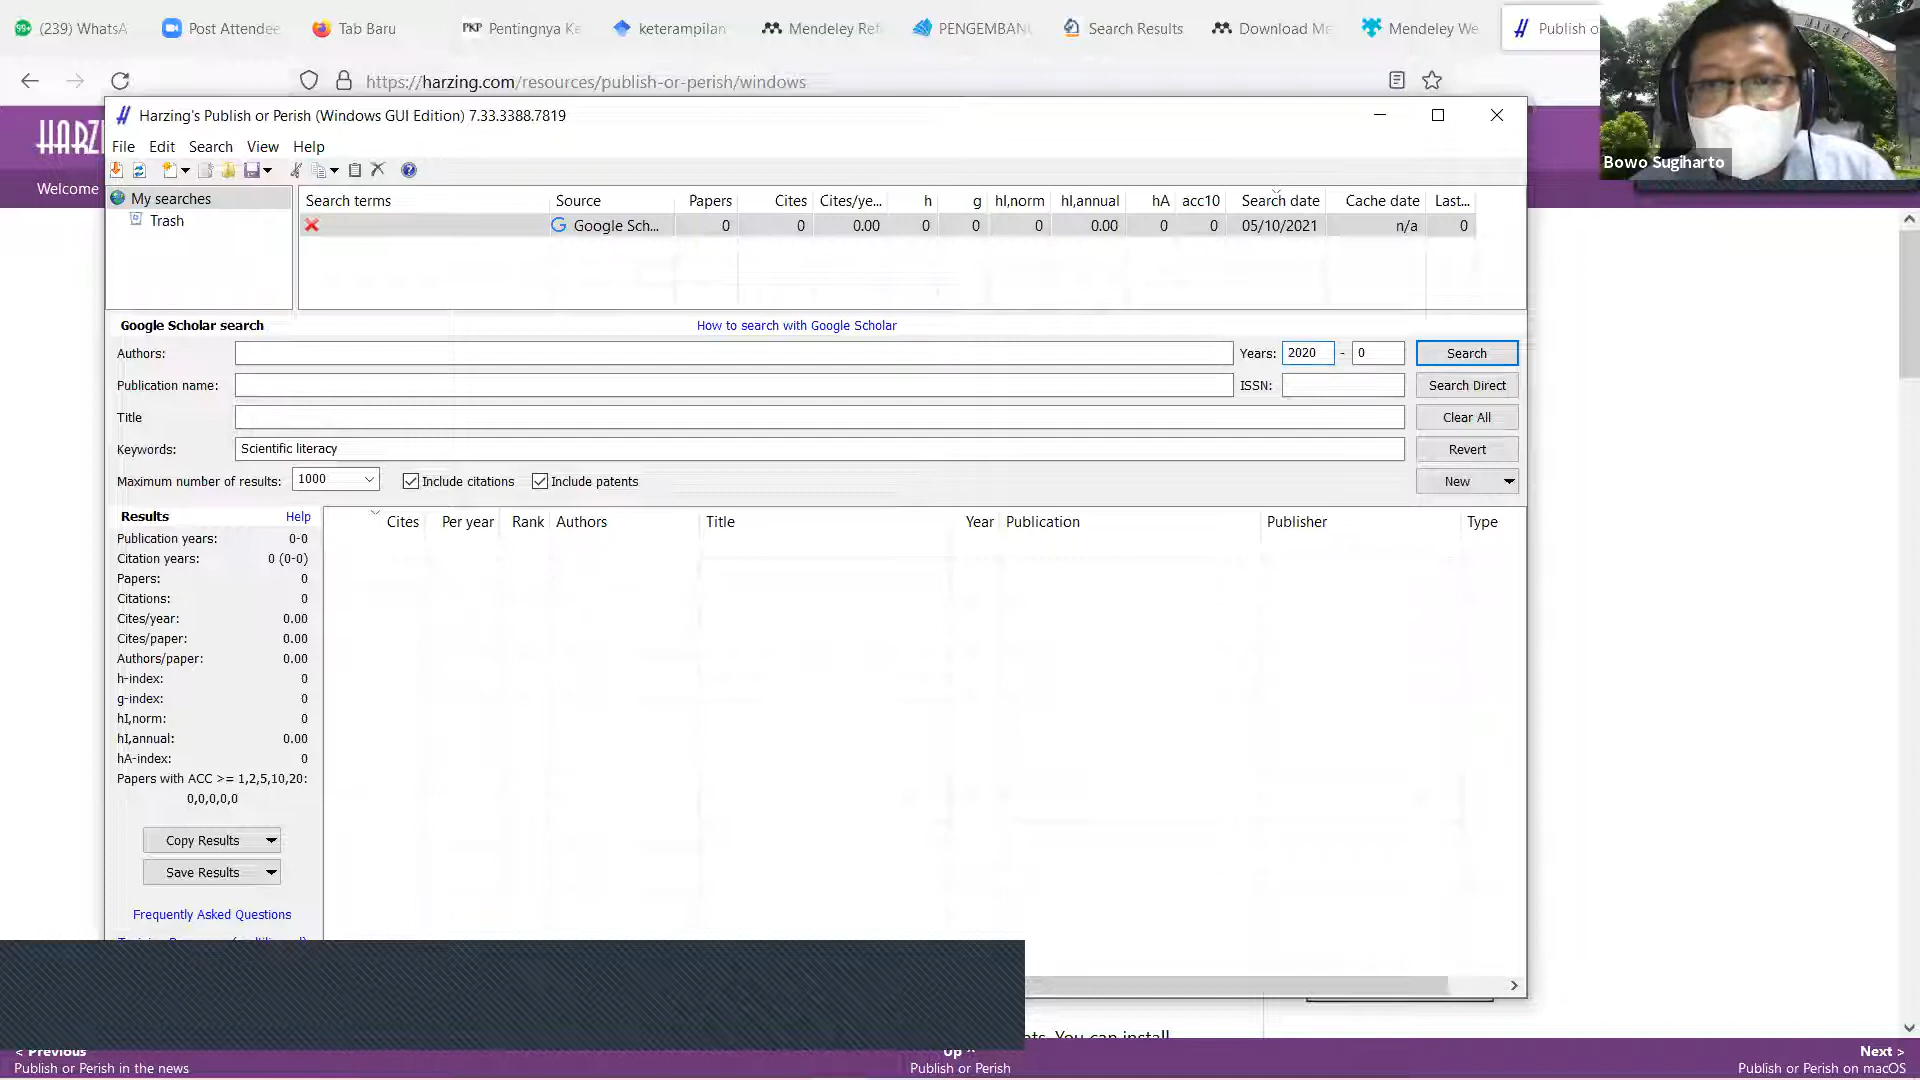 (239) WhatsA
Post Attendee
Tab Baru
PKP Pentingnya Ke
keterampilan
Mendeley Ref
PENGEMBAN
Search Results
Download Me
Mendeley We
Publish o
https://harzing.com/resources/publish-or-perish/windows
HARZI
Welcome
Bowo Sugiharto
Harzing's Publish or Perish (Windows GUI Edition) 7.33.3388.7819
File Edit Search View Help
My searches
Trash
Search terms Source Papers Cites Cites/ye... h g hI,norm hI,annual hA acc10 Search date Cache date Last...
Google Sch... 0 0 0.00 0 0 0 0.00 0 0 05/10/2021 n/a 0
Google Scholar search
How to search with Google Scholar
Authors:
Years: 2020 - 0
Search
Publication name:
ISSN:
Search Direct
Title
Clear All
Keywords: Scientific literacy
Revert
Maximum number of results: 1000
Include citations
Include patents
New
Results Help
Cites Per year Rank Authors Title Year Publication Publisher Type
Publication years: 0-0
Citation years: 0 (0-0)
Papers: 0
Citations: 0
Cites/year: 0.00
Cites/paper: 0.00
Authors/paper: 0.00
h-index: 0
g-index: 0
hI,norm: 0
hI,annual: 0.00
hA-index: 0
Papers with ACC >= 1,2,5,10,20:
0,0,0,0,0
Copy Results
Save Results
Frequently Asked Questions
You can install
< Previous
Publish or Perish in the news
Up ^
Publish or Perish
Next >
Publish or Perish on macOS